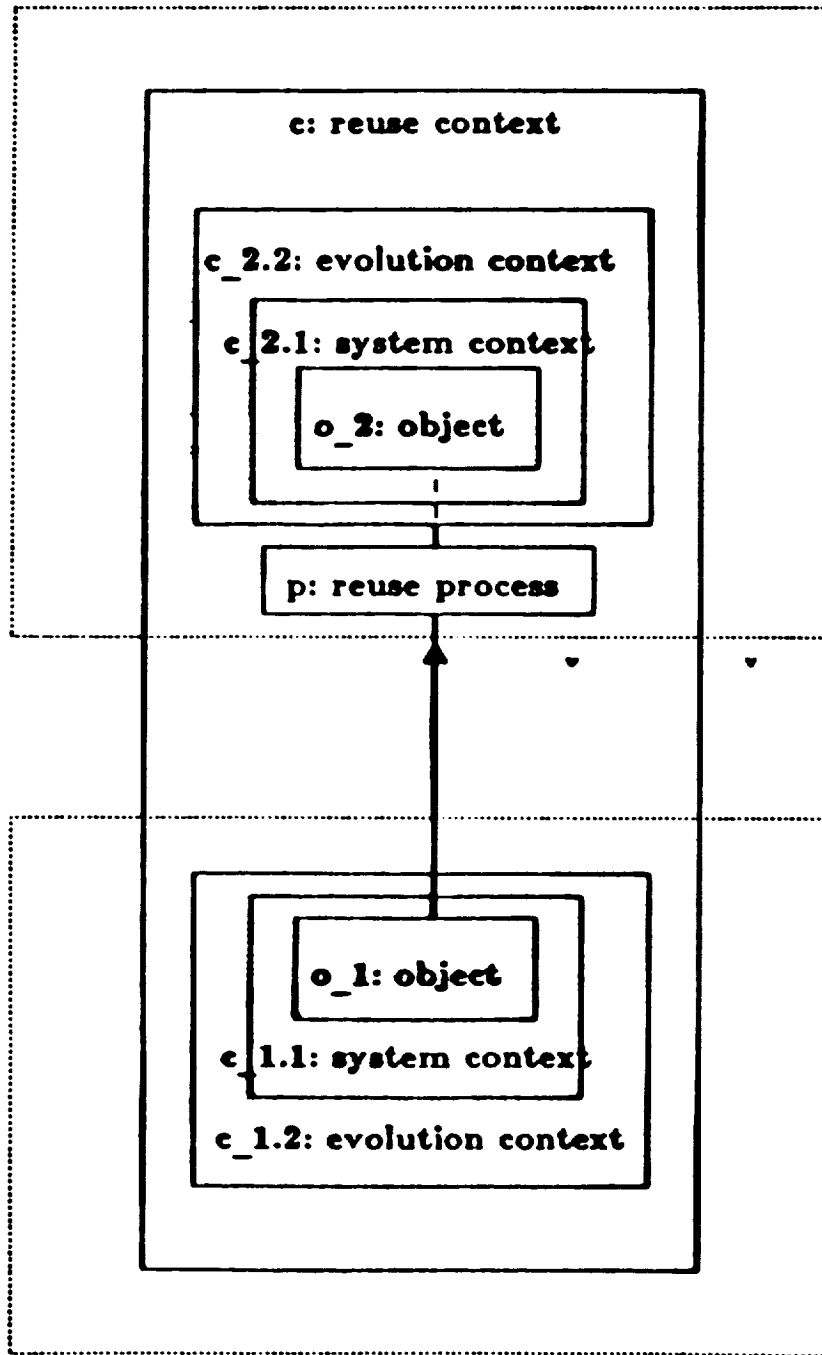 c: reuse context
c_2.2: evolution context
c_2.1: system context
o_2: object
p: reuse process
o_1: object
c_1.1: system context
c_1.2: evolution context